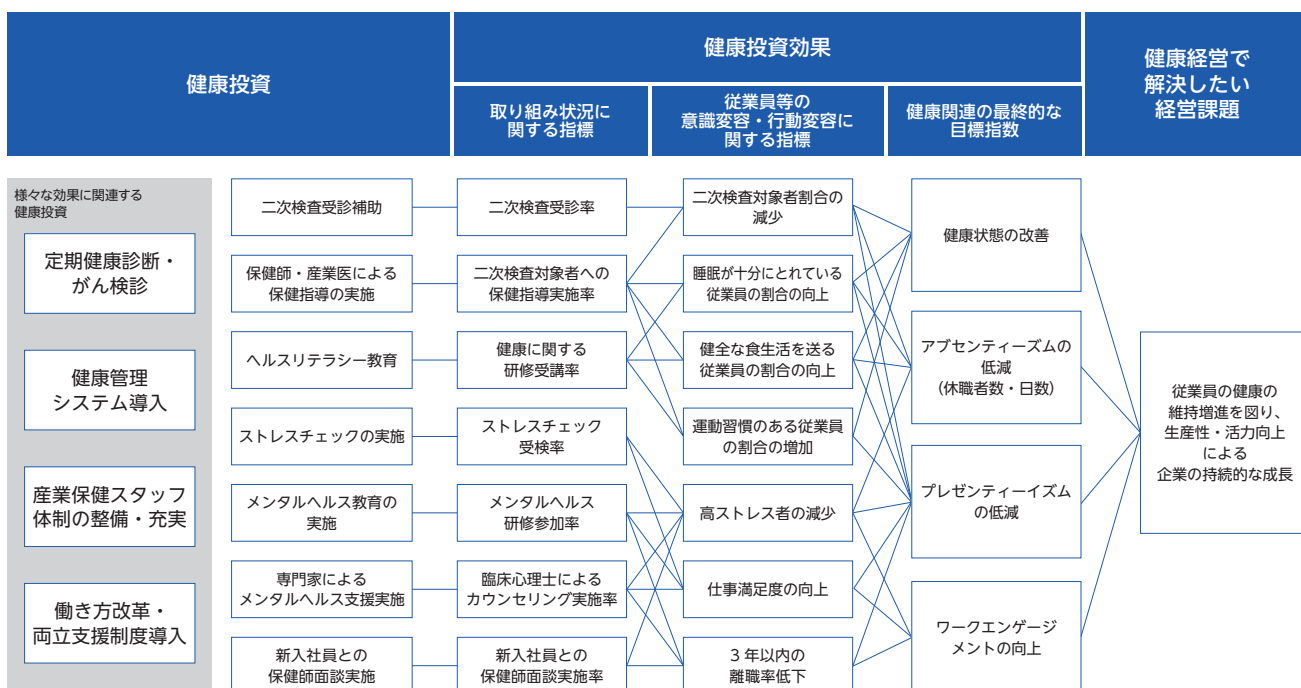 健康投資
健康投資効果
健康経営で
解決したい
経営課題
取り組み状況に
関する指標
従業員等の
意識変容・行動変容に
関する指標
健康関連の最終的な
目標指数
様々な効果に関連する
健康投資
定期健康診断・
がん検診
健康管理
システム導入
産業保健スタッフ
体制の整備・充実
働き方改革・
両立支援制度導入
二次検査受診補助
保健師・産業医による
保健指導の実施
ヘルスリテラシー教育
ストレスチェックの実施
メンタルヘルス教育の
実施
専門家による
メンタルヘルス支援実施
新入社員との
保健師面談実施
二次検査受診率
二次検査対象者への
保健指導実施率
健康に関する
研修受講率
ストレスチェック
受検率
メンタルヘルス
研修参加率
臨床心理士による
カウンセリング実施率
新入社員との
保健師面談実施率
二次検査対象者割合の
減少
睡眠が十分にとれている
従業員の割合の向上
健全な食生活を送る
従業員の割合の向上
運動習慣のある従業員
の割合の増加
高ストレス者の減少
仕事満足度の向上
3年以内の
離職率低下
健康状態の改善
アブセンティーズムの
低減
(休職者数・日数)
プレゼンティーイズム
の低減
ワークエンゲージ
メントの向上
従業員の健康の
維持増進を図り、
生産性・活力向上
による
企業の持続的な成長